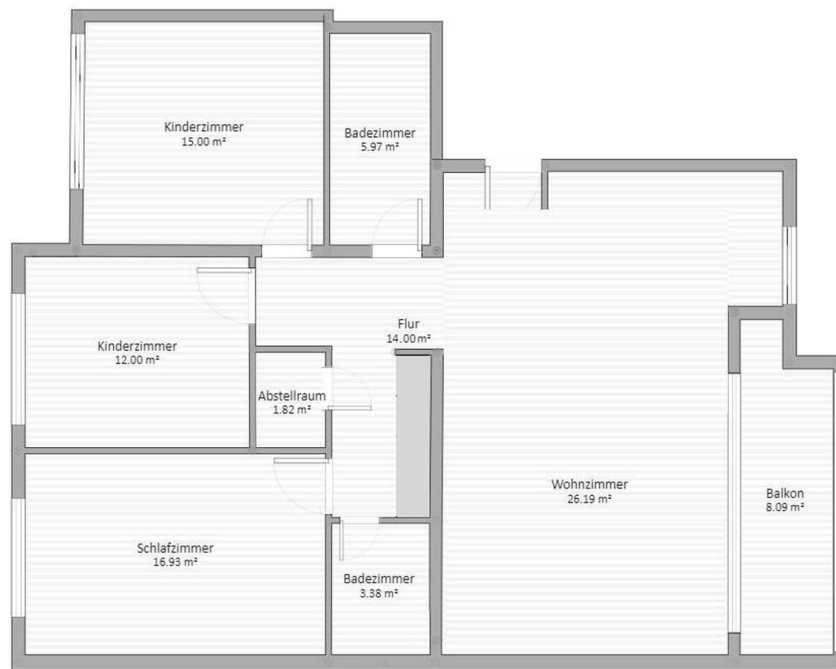 Kinderzimmer
15.00 m²
Badezimmer
5.97 m²
Flur
14.00 m²
Kinderzimmer
12.00 m²
Abstellraum
1.82 m²
Wohnzimmer
26.19 m²
Balkon
8.09 m²
Schlafzimmer
16.93 m²
Badezimmer
3.38 m²